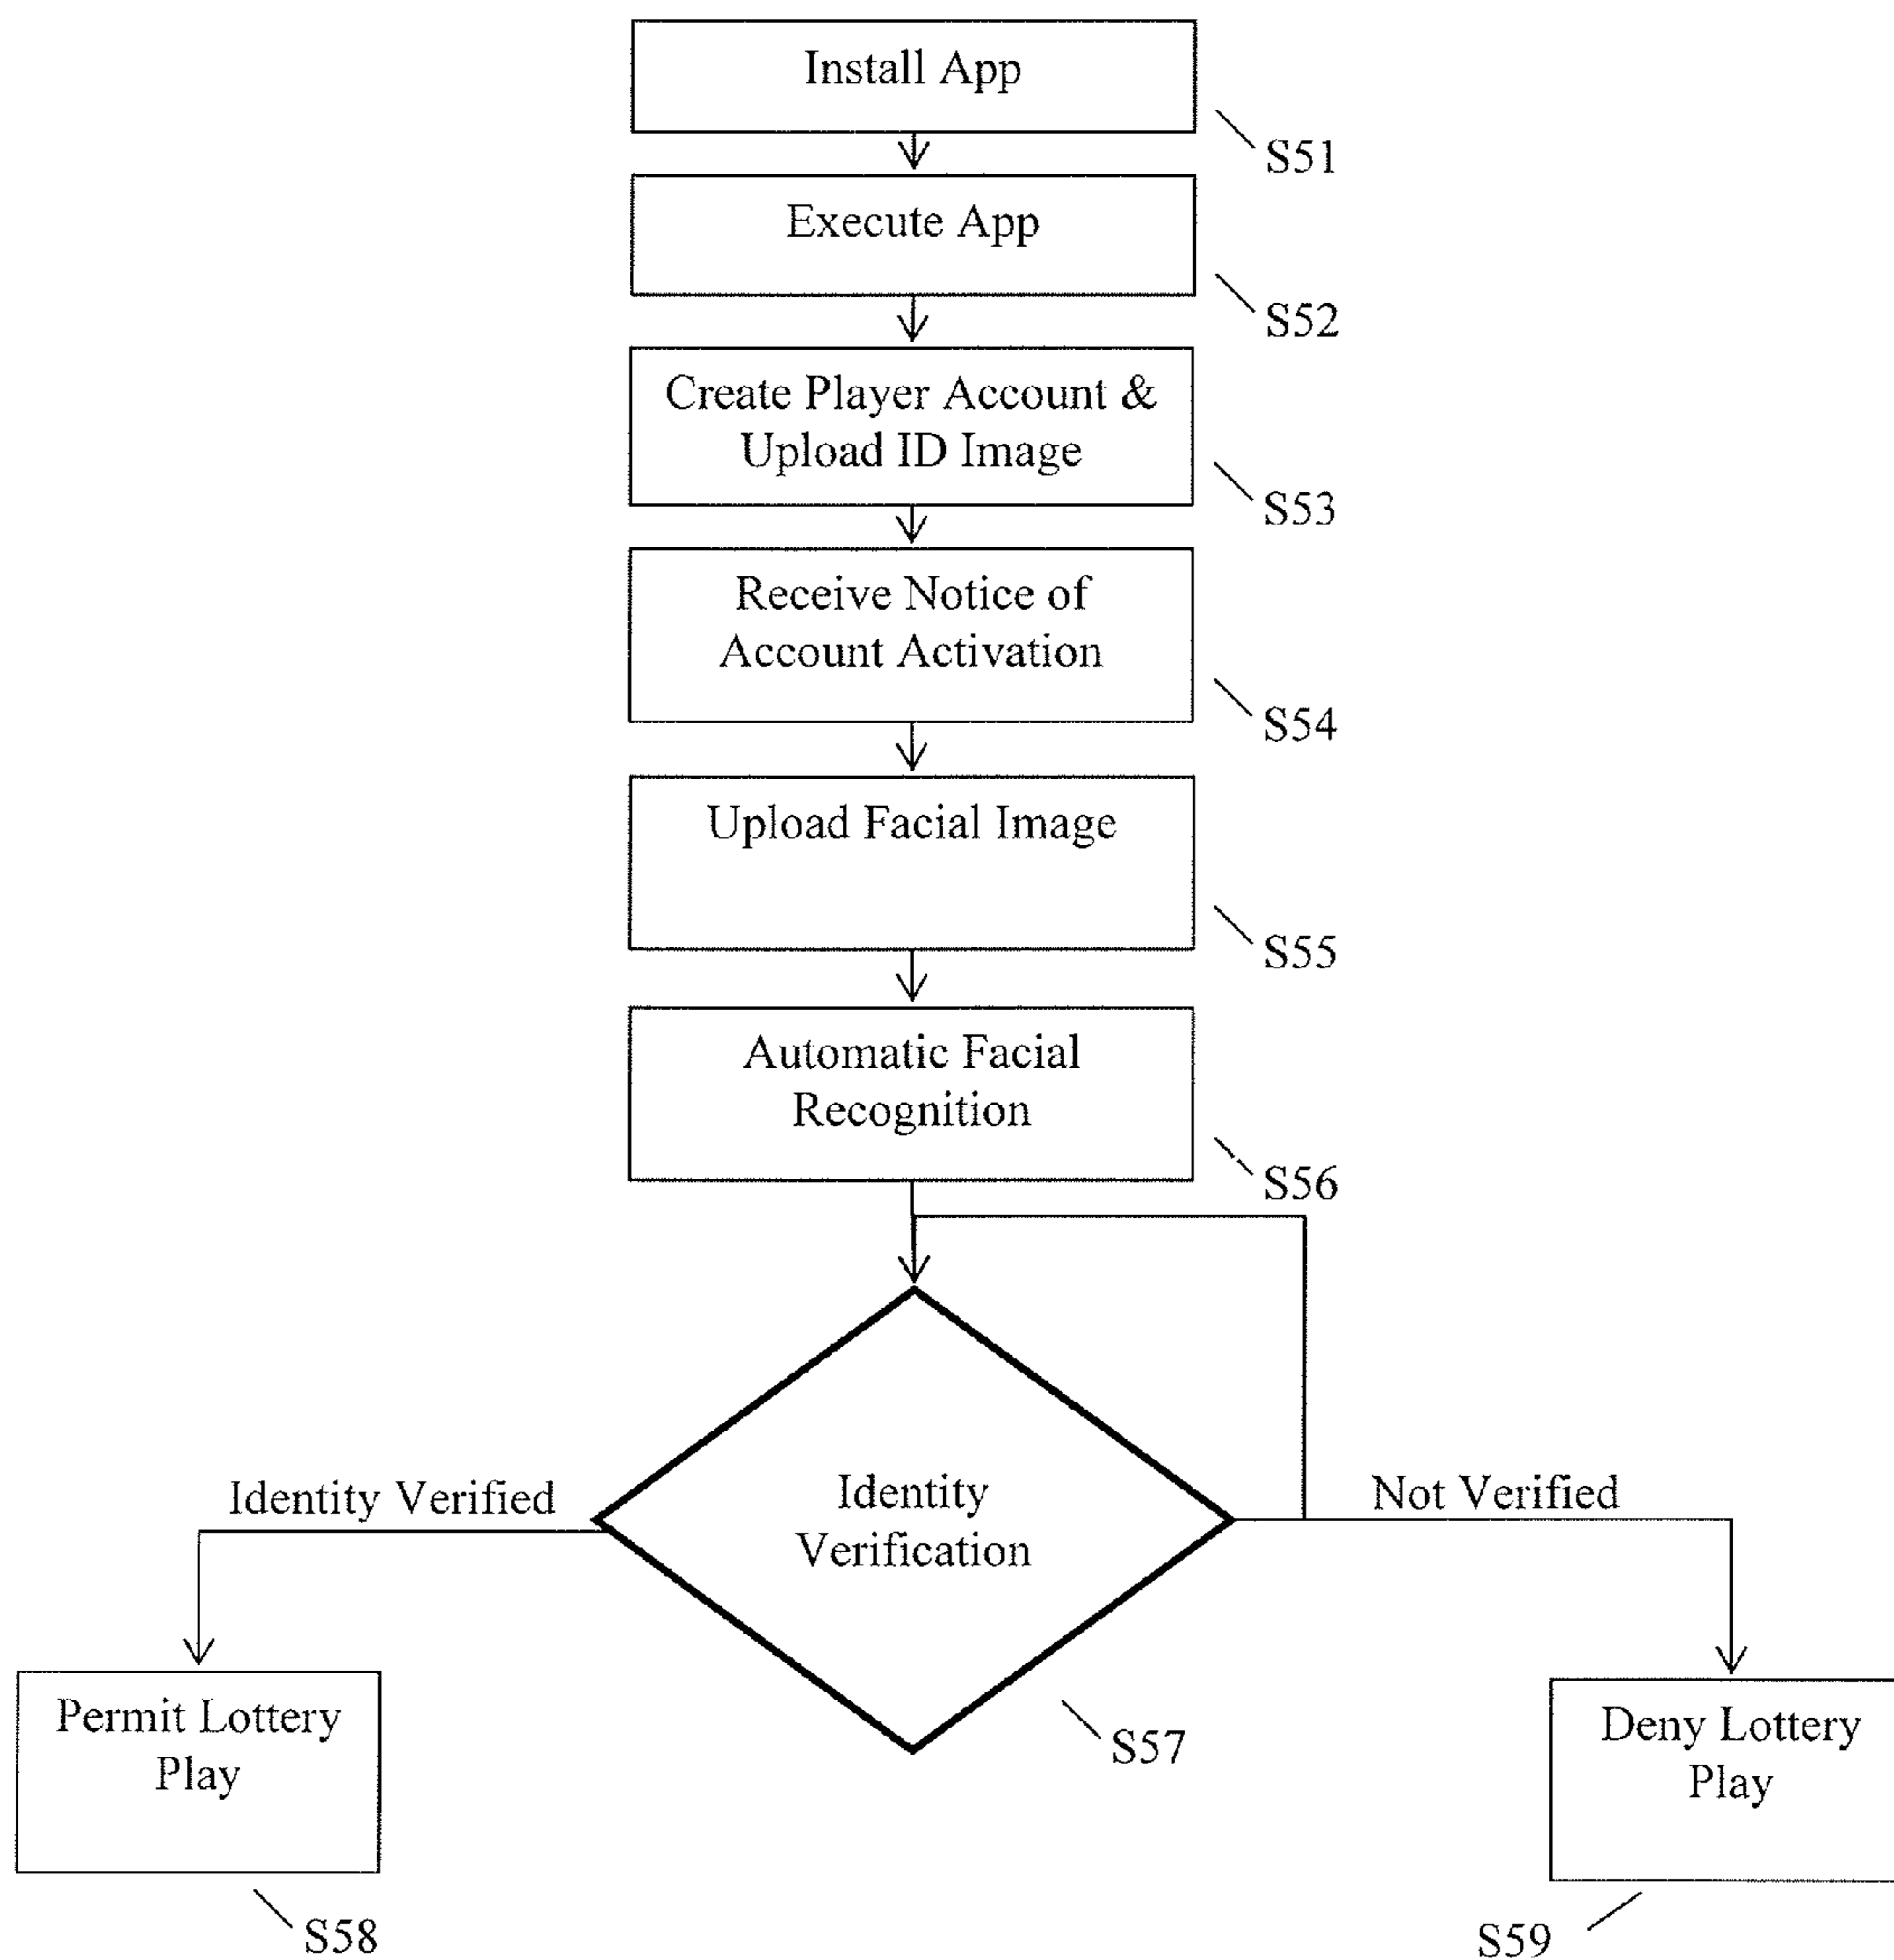 Install App
S51
Execute App
S52
Create Player Account &
Upload ID Image
S53
Receive Notice of
Account Activation
S54
Upload Facial Image
S55
Automatic Facial
Recognition
S56
Identity Verified
Identity
Verification
Not Verified
S57
Permit Lottery
Play
S58
Deny Lottery
Play
S59